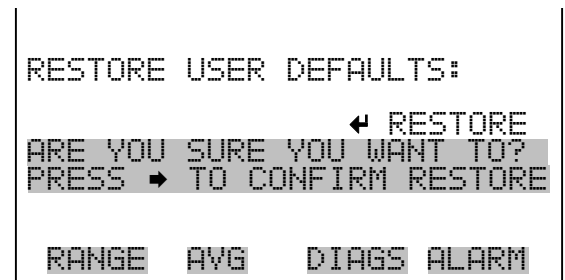 RESTORE USER DEFAULTS:
↵ RESTORE
ARE YOU SURE YOU WANT TO?
PRESS ➡ TO CONFIRM RESTORE
RANGE AVG DIAGS ALARM